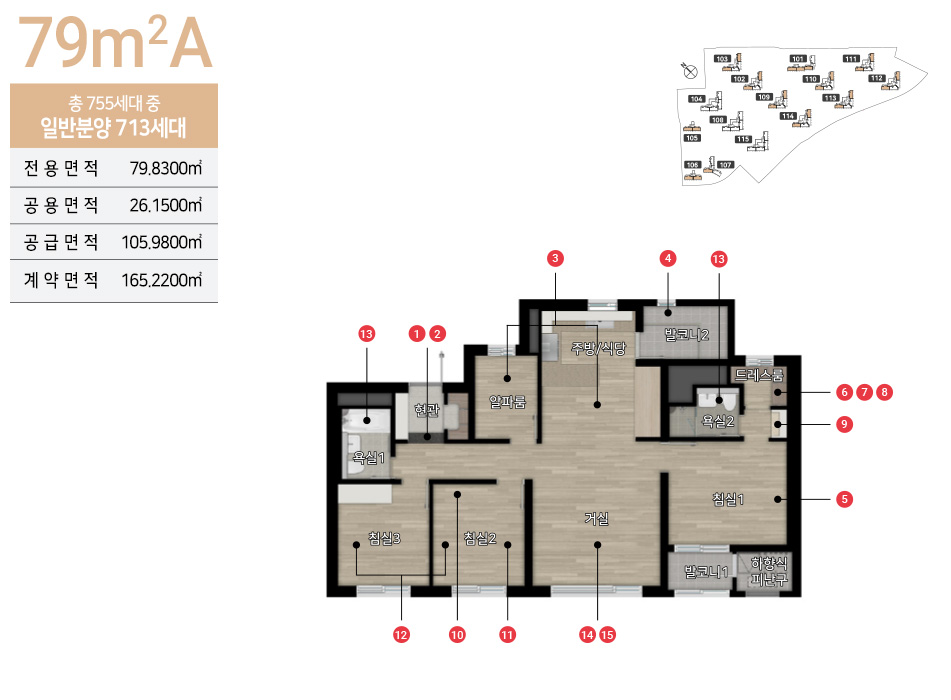 79m²A
총 755세대 중
일반분양 713세대
전용면적 79.8300㎡
공용면적 26.1500㎡
공급면적 105.9800㎡
계약면적 165.2200㎡
103 101 111
102 110 112
104 109 113
108 114
105 115
106 107
3 4 13
13 1 2
주방/식당 발코니2
드레스룸
알파룸 6 7 8
현관
욕실2 9
욕실1
침실1 5
거실
침실3 침실2
하향식
발코니1 피난구
12 10 11 14 15